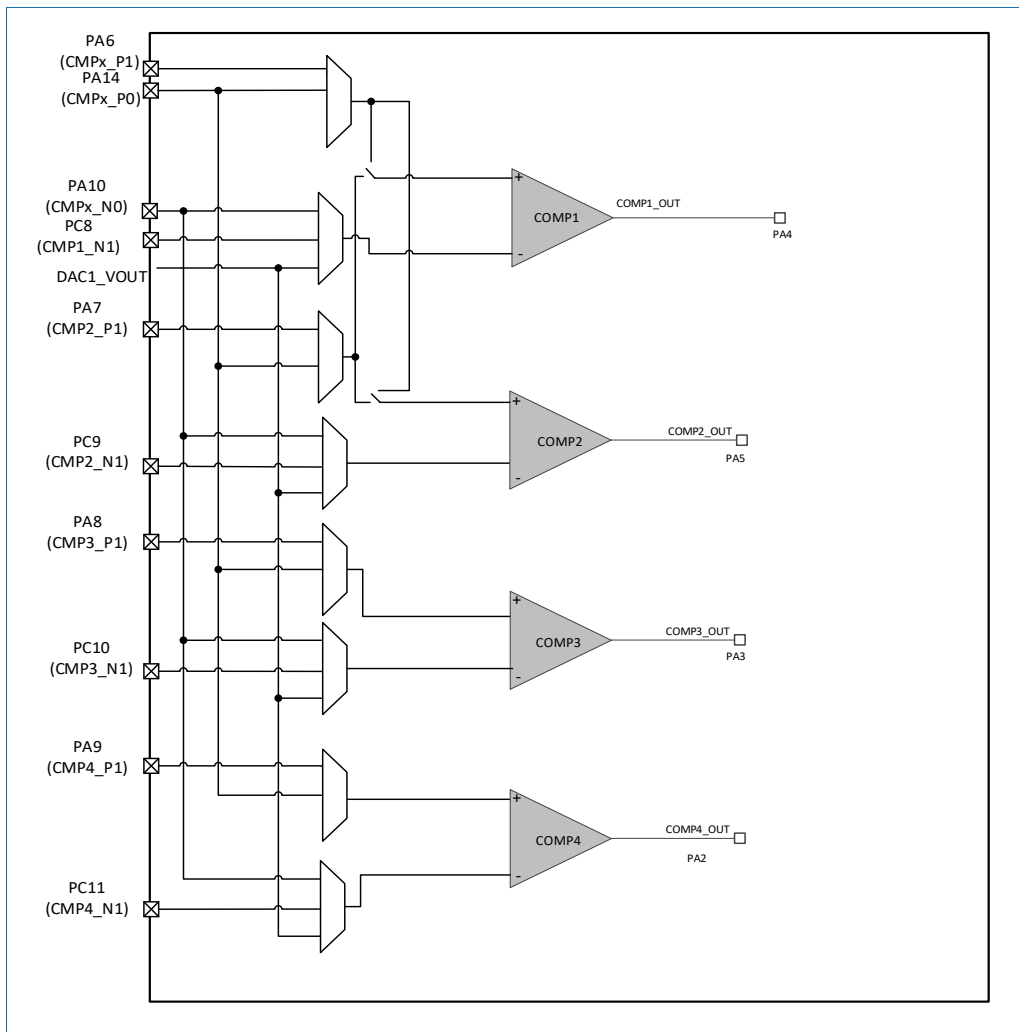 PA6
(CMPx_P1)
PA14
(CMPx_P0)
PA10
(CMPx_N0)
PC8
(CMP1_N1)
DAC1_VOUT
PA7
(CMP2_P1)
PC9
(CMP2_N1)
PA8
(CMP3_P1)
PC10
(CMP3_N1)
PA9
(CMP4_P1)
PC11
(CMP4_N1)
+
COMP1
-
COMP1_OUT
PA4
+
COMP2
-
COMP2_OUT
PA5
+
COMP3
-
COMP3_OUT
PA3
+
COMP4
-
COMP4_OUT
PA2